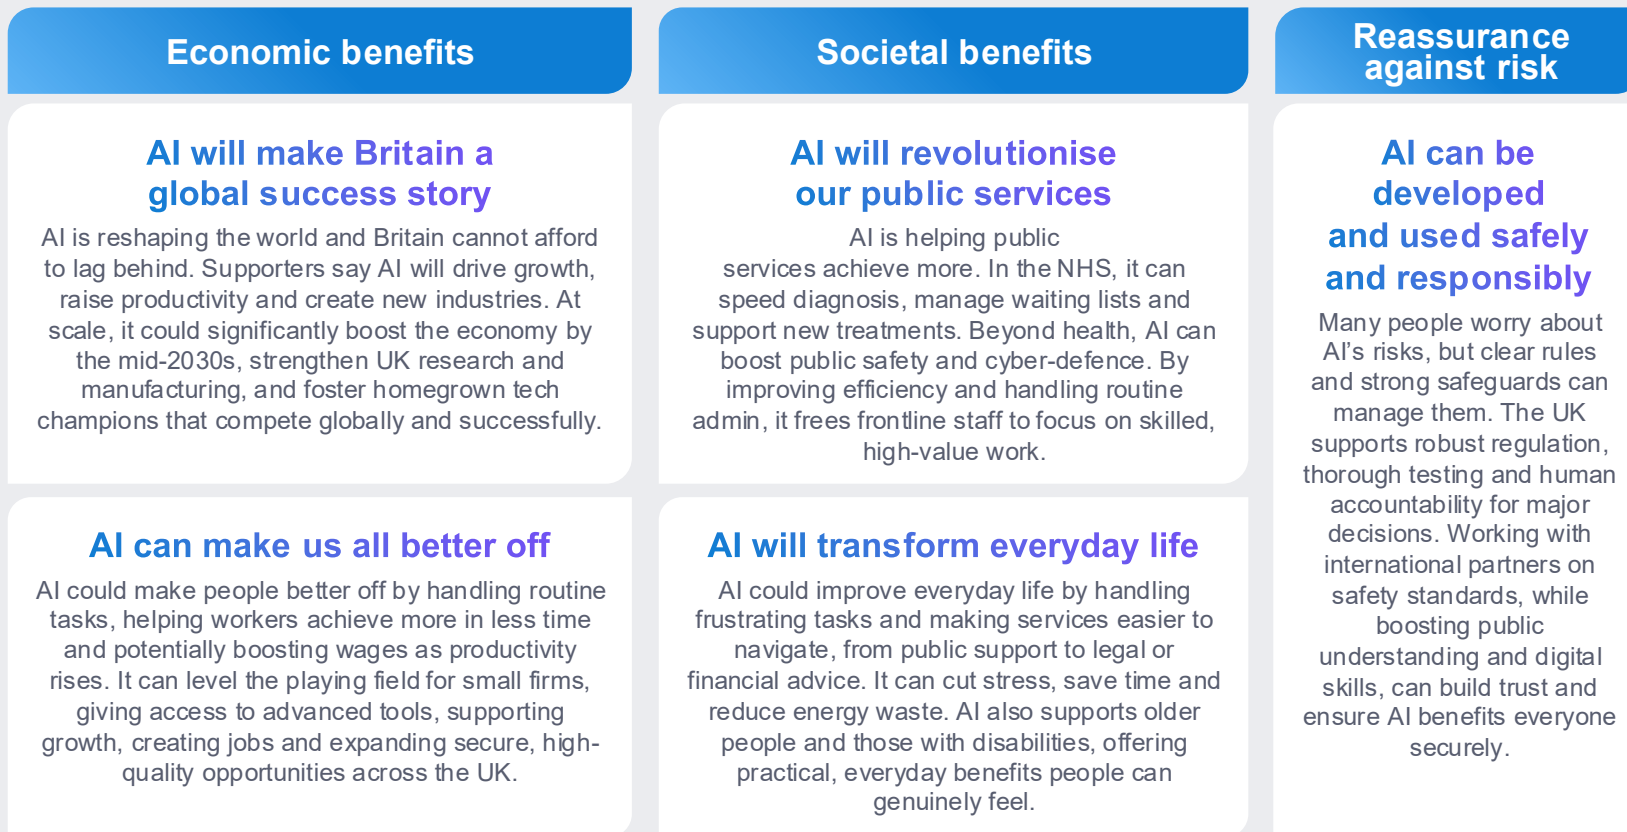 Economic benefits
AI will make Britain a
global success story
AI is reshaping the world and Britain cannot afford
to lag behind. Supporters say AI will drive growth,
raise productivity and create new industries. At
scale, it could significantly boost the economy by
the mid-2030s, strengthen UK research and
manufacturing, and foster homegrown tech
champions that compete globally and successfully.
AI can make us all better off
AI could make people better off by handling routine
tasks, helping workers achieve more in less time
and potentially boosting wages as productivity
rises. It can level the playing field for small firms,
giving access to advanced tools, supporting
growth, creating jobs and expanding secure, high-
quality opportunities across the UK.
Societal benefits
AI will revolutionise
our public services
AI is helping public
services achieve more. In the NHS, it can
speed diagnosis, manage waiting lists and
support new treatments. Beyond health, AI can
boost public safety and cyber-defence. By
improving efficiency and handling routine
admin, it frees frontline staff to focus on skilled,
high-value work.
AI will transform everyday life
AI could improve everyday life by handling
frustrating tasks and making services easier to
navigate, from public support to legal or
financial advice. It can cut stress, save time and
reduce energy waste. AI also supports older
people and those with disabilities, offering
practical, everyday benefits people can
genuinely feel.
Reassurance
against risk
AI can be
developed
and used safely
and responsibly
Many people worry about
AI's risks, but clear rules
and strong safeguards can
manage them. The UK
supports robust regulation,
thorough testing and human
accountability for major
decisions. Working with
international partners on
safety standards, while
boosting public
understanding and digital
skills, can build trust and
ensure AI benefits everyone
securely.